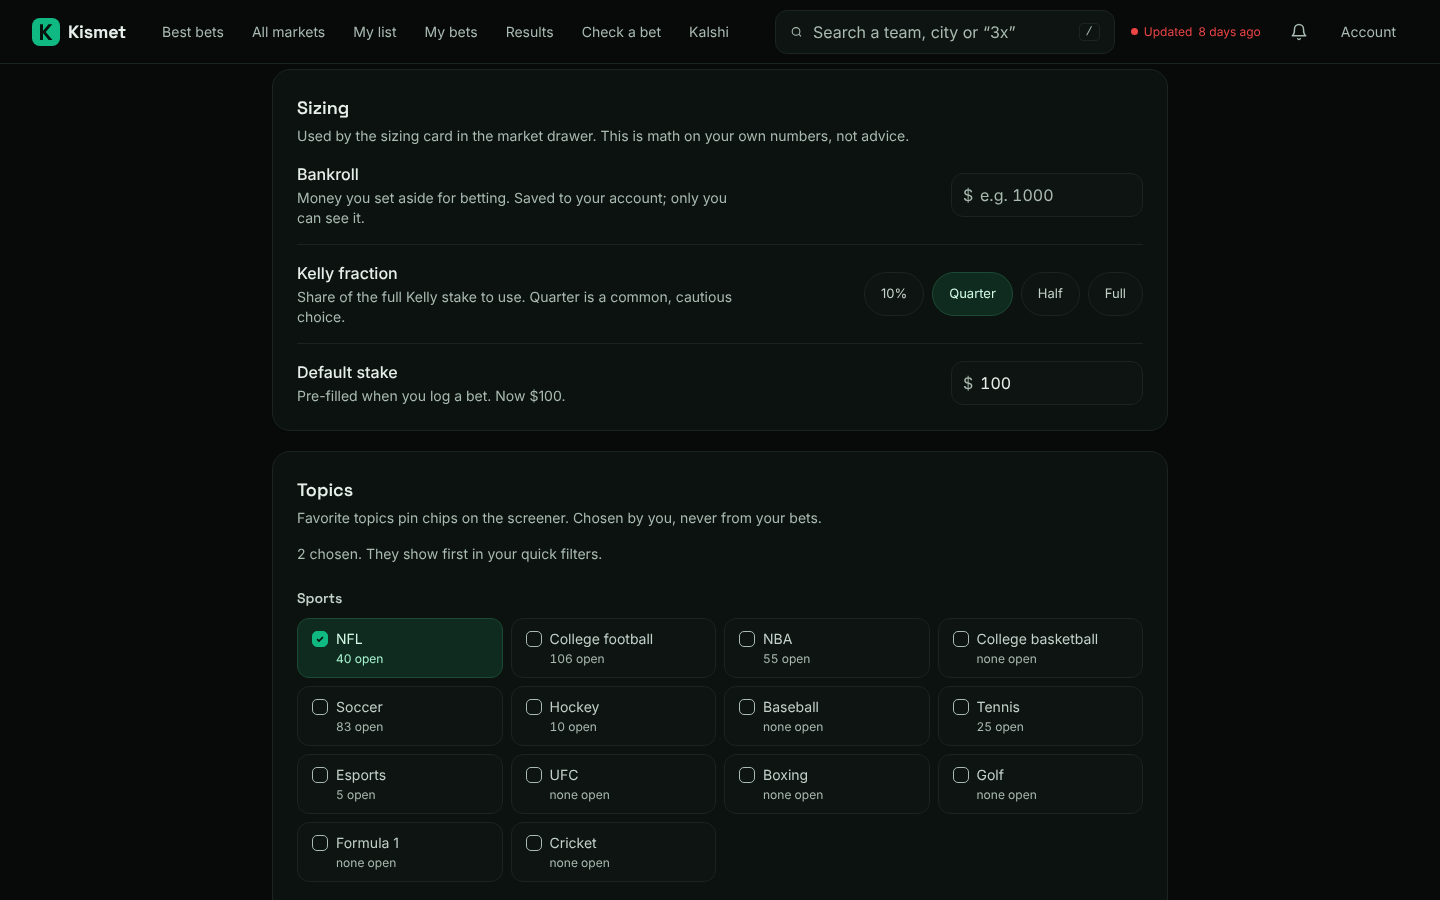 Kismet
Best bets
All markets
My list
My bets
Results
Check a bet
Kalshi
Search a team, city or “3x”
/
Updated 8 days ago
Account
Sizing
Used by the sizing card in the market drawer. This is math on your own numbers, not advice.
Bankroll
Money you set aside for betting. Saved to your account; only you
can see it.
$ e.g. 1000
Kelly fraction
Share of the full Kelly stake to use. Quarter is a common, cautious
choice.
10%
Quarter
Half
Full
Default stake
Pre-filled when you log a bet. Now $100.
$ 100
Topics
Favorite topics pin chips on the screener. Chosen by you, never from your bets.
2 chosen. They show first in your quick filters.
Sports
NFL
40 open
College football
106 open
NBA
55 open
College basketball
none open
Soccer
83 open
Hockey
10 open
Baseball
none open
Tennis
25 open
Esports
5 open
UFC
none open
Boxing
none open
Golf
none open
Formula 1
none open
Cricket
none open